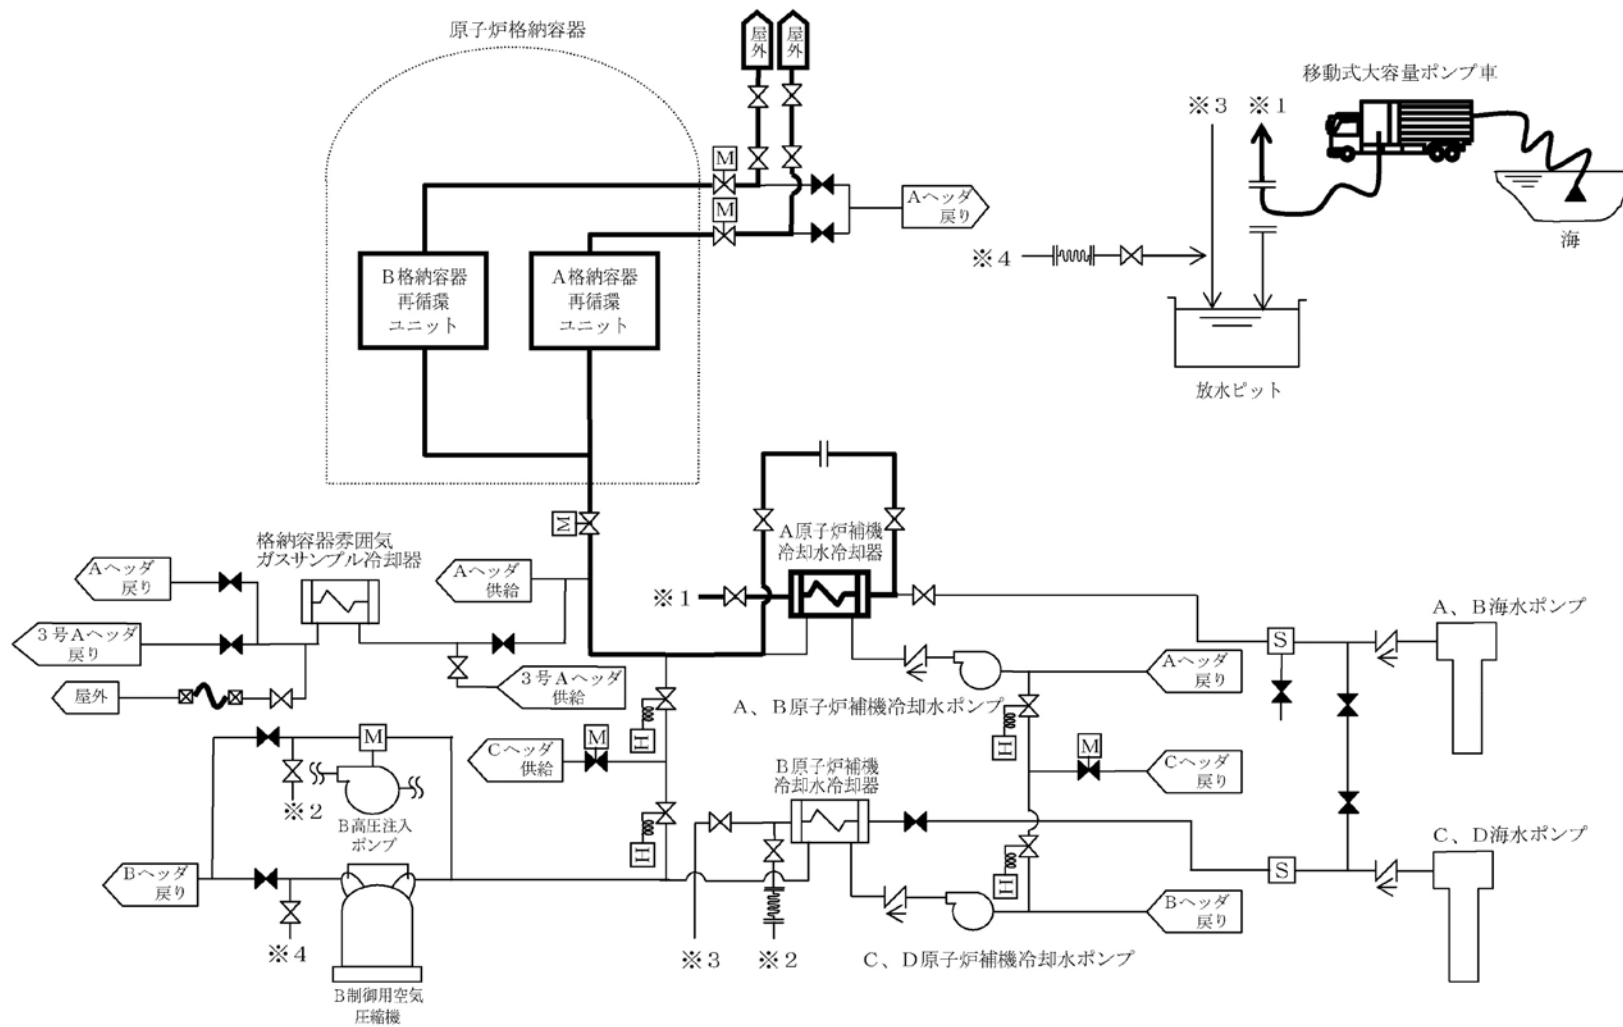 原子炉格納容器
屋外
屋外
移動式大容量ポンプ車
※3
※1
M
M
Aヘッダ
戻り
※4
海
B格納容器
再循環
ユニット
A格納容器
再循環
ユニット
放水ピット
M
格納容器雰囲気
ガスサンプル冷却器
A原子炉補機
冷却水冷却器
Aヘッダ
戻り
Aヘッダ
供給
※1
A、B海水ポンプ
3号Aヘッダ
戻り
S
屋外
3号Aヘッダ
供給
Aヘッダ
戻り
A、B原子炉補機冷却水ポンプ
H
H
M
Cヘッダ
供給
M
M
Cヘッダ
戻り
※2
B高圧注入
ポンプ
B原子炉補機
冷却水冷却器
C、D海水ポンプ
H
H
S
Bヘッダ
戻り
Bヘッダ
戻り
※4
※3
※2
C、D原子炉補機冷却水ポンプ
B制御用空気
圧縮機